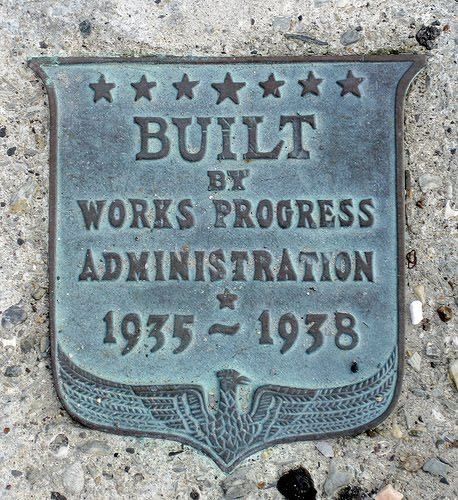 BUILT
BY
WORKS PROGRESS
ADMINISTRATION
1935 ~ 1938